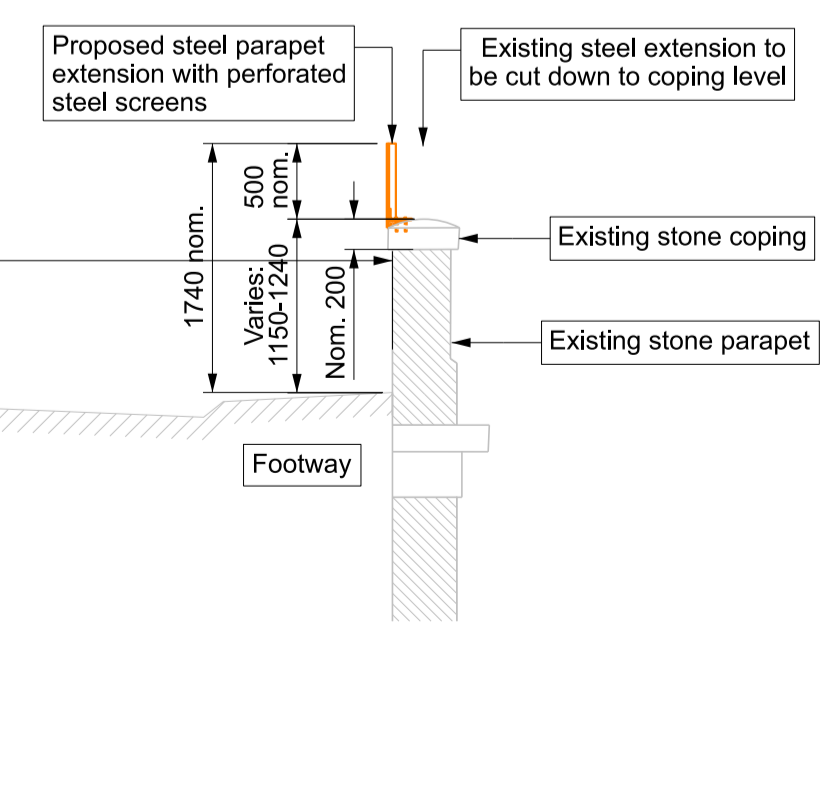 Proposed steel parapet
extension with perforated
steel screens
Existing steel extension to
be cut down to coping level
1740 nom.
500
nom.
Varies:
1150-1240
Nom. 200
Existing stone coping
Existing stone parapet
Footway